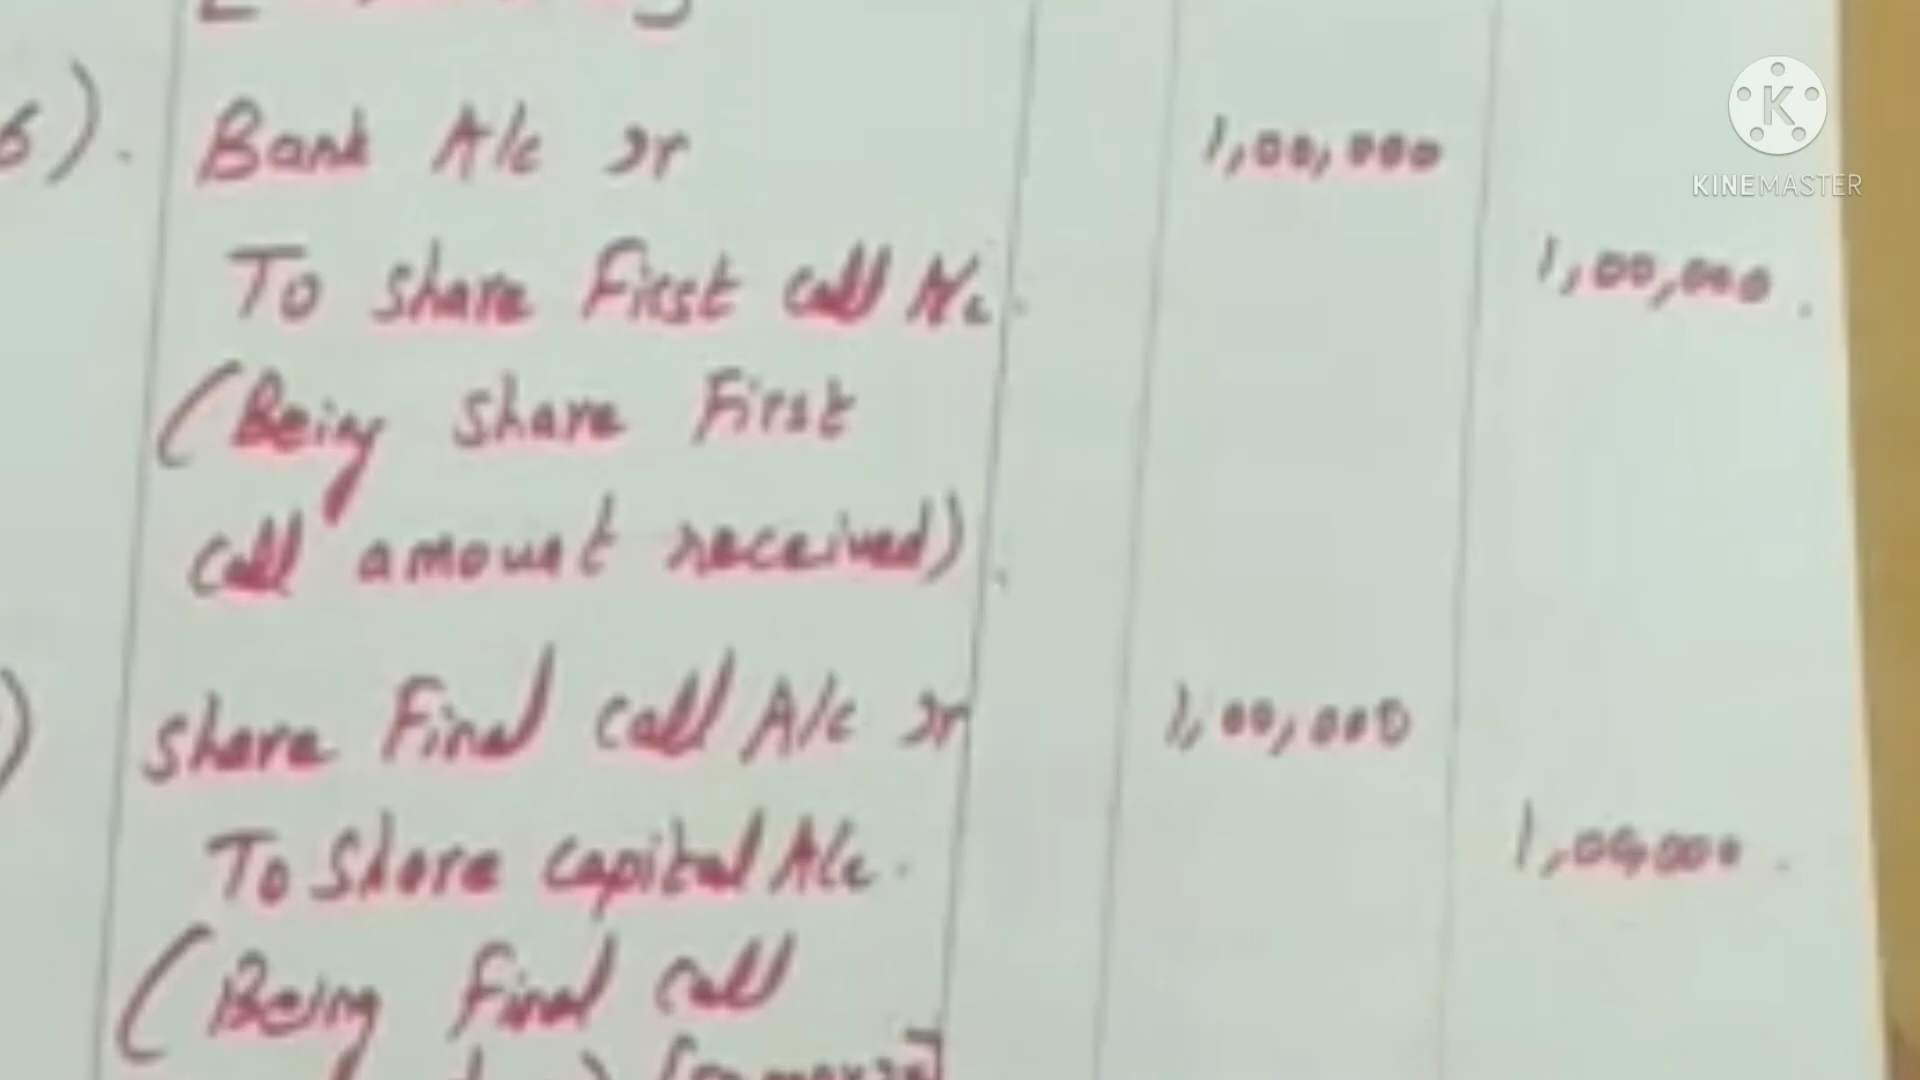 6). Bank A/c Dr 1,00,000
To share First call A/c. 1,00,000.
(Being share First
call amount received).
) share Final call A/c Dr 1,00,000
To Share capital A/c. 1,00,000.
(Being Final call
KINEMASTER